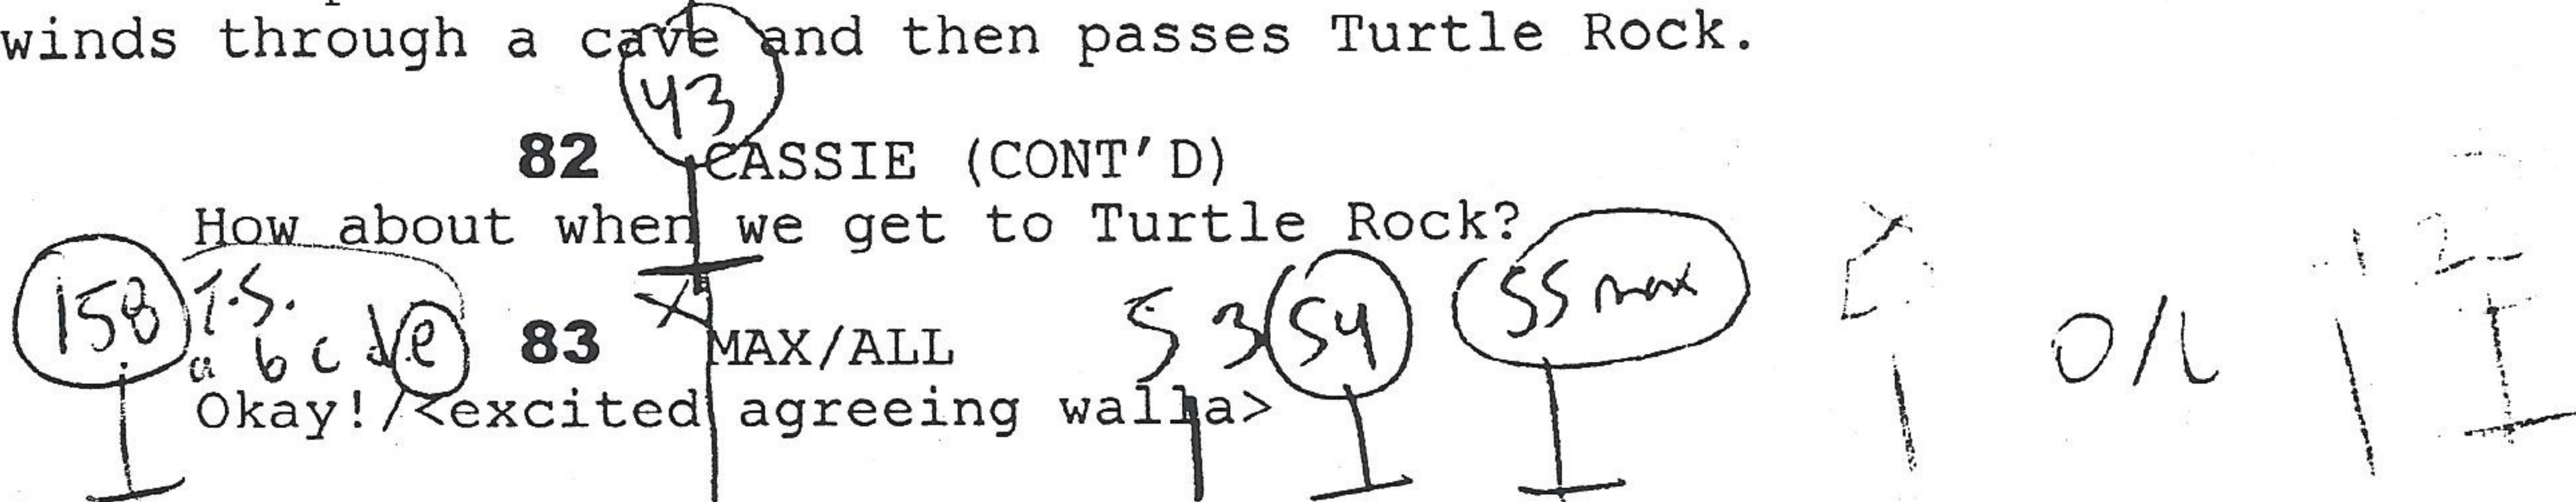 winds through a cave and then passes Turtle Rock.
43
82 CASSIE (CONT'D)
How about when we get to Turtle Rock?
158 T.S. 53 54 55 max
a b c d e 83 MAX/ALL O/L
Okay!/<excited agreeing walla>